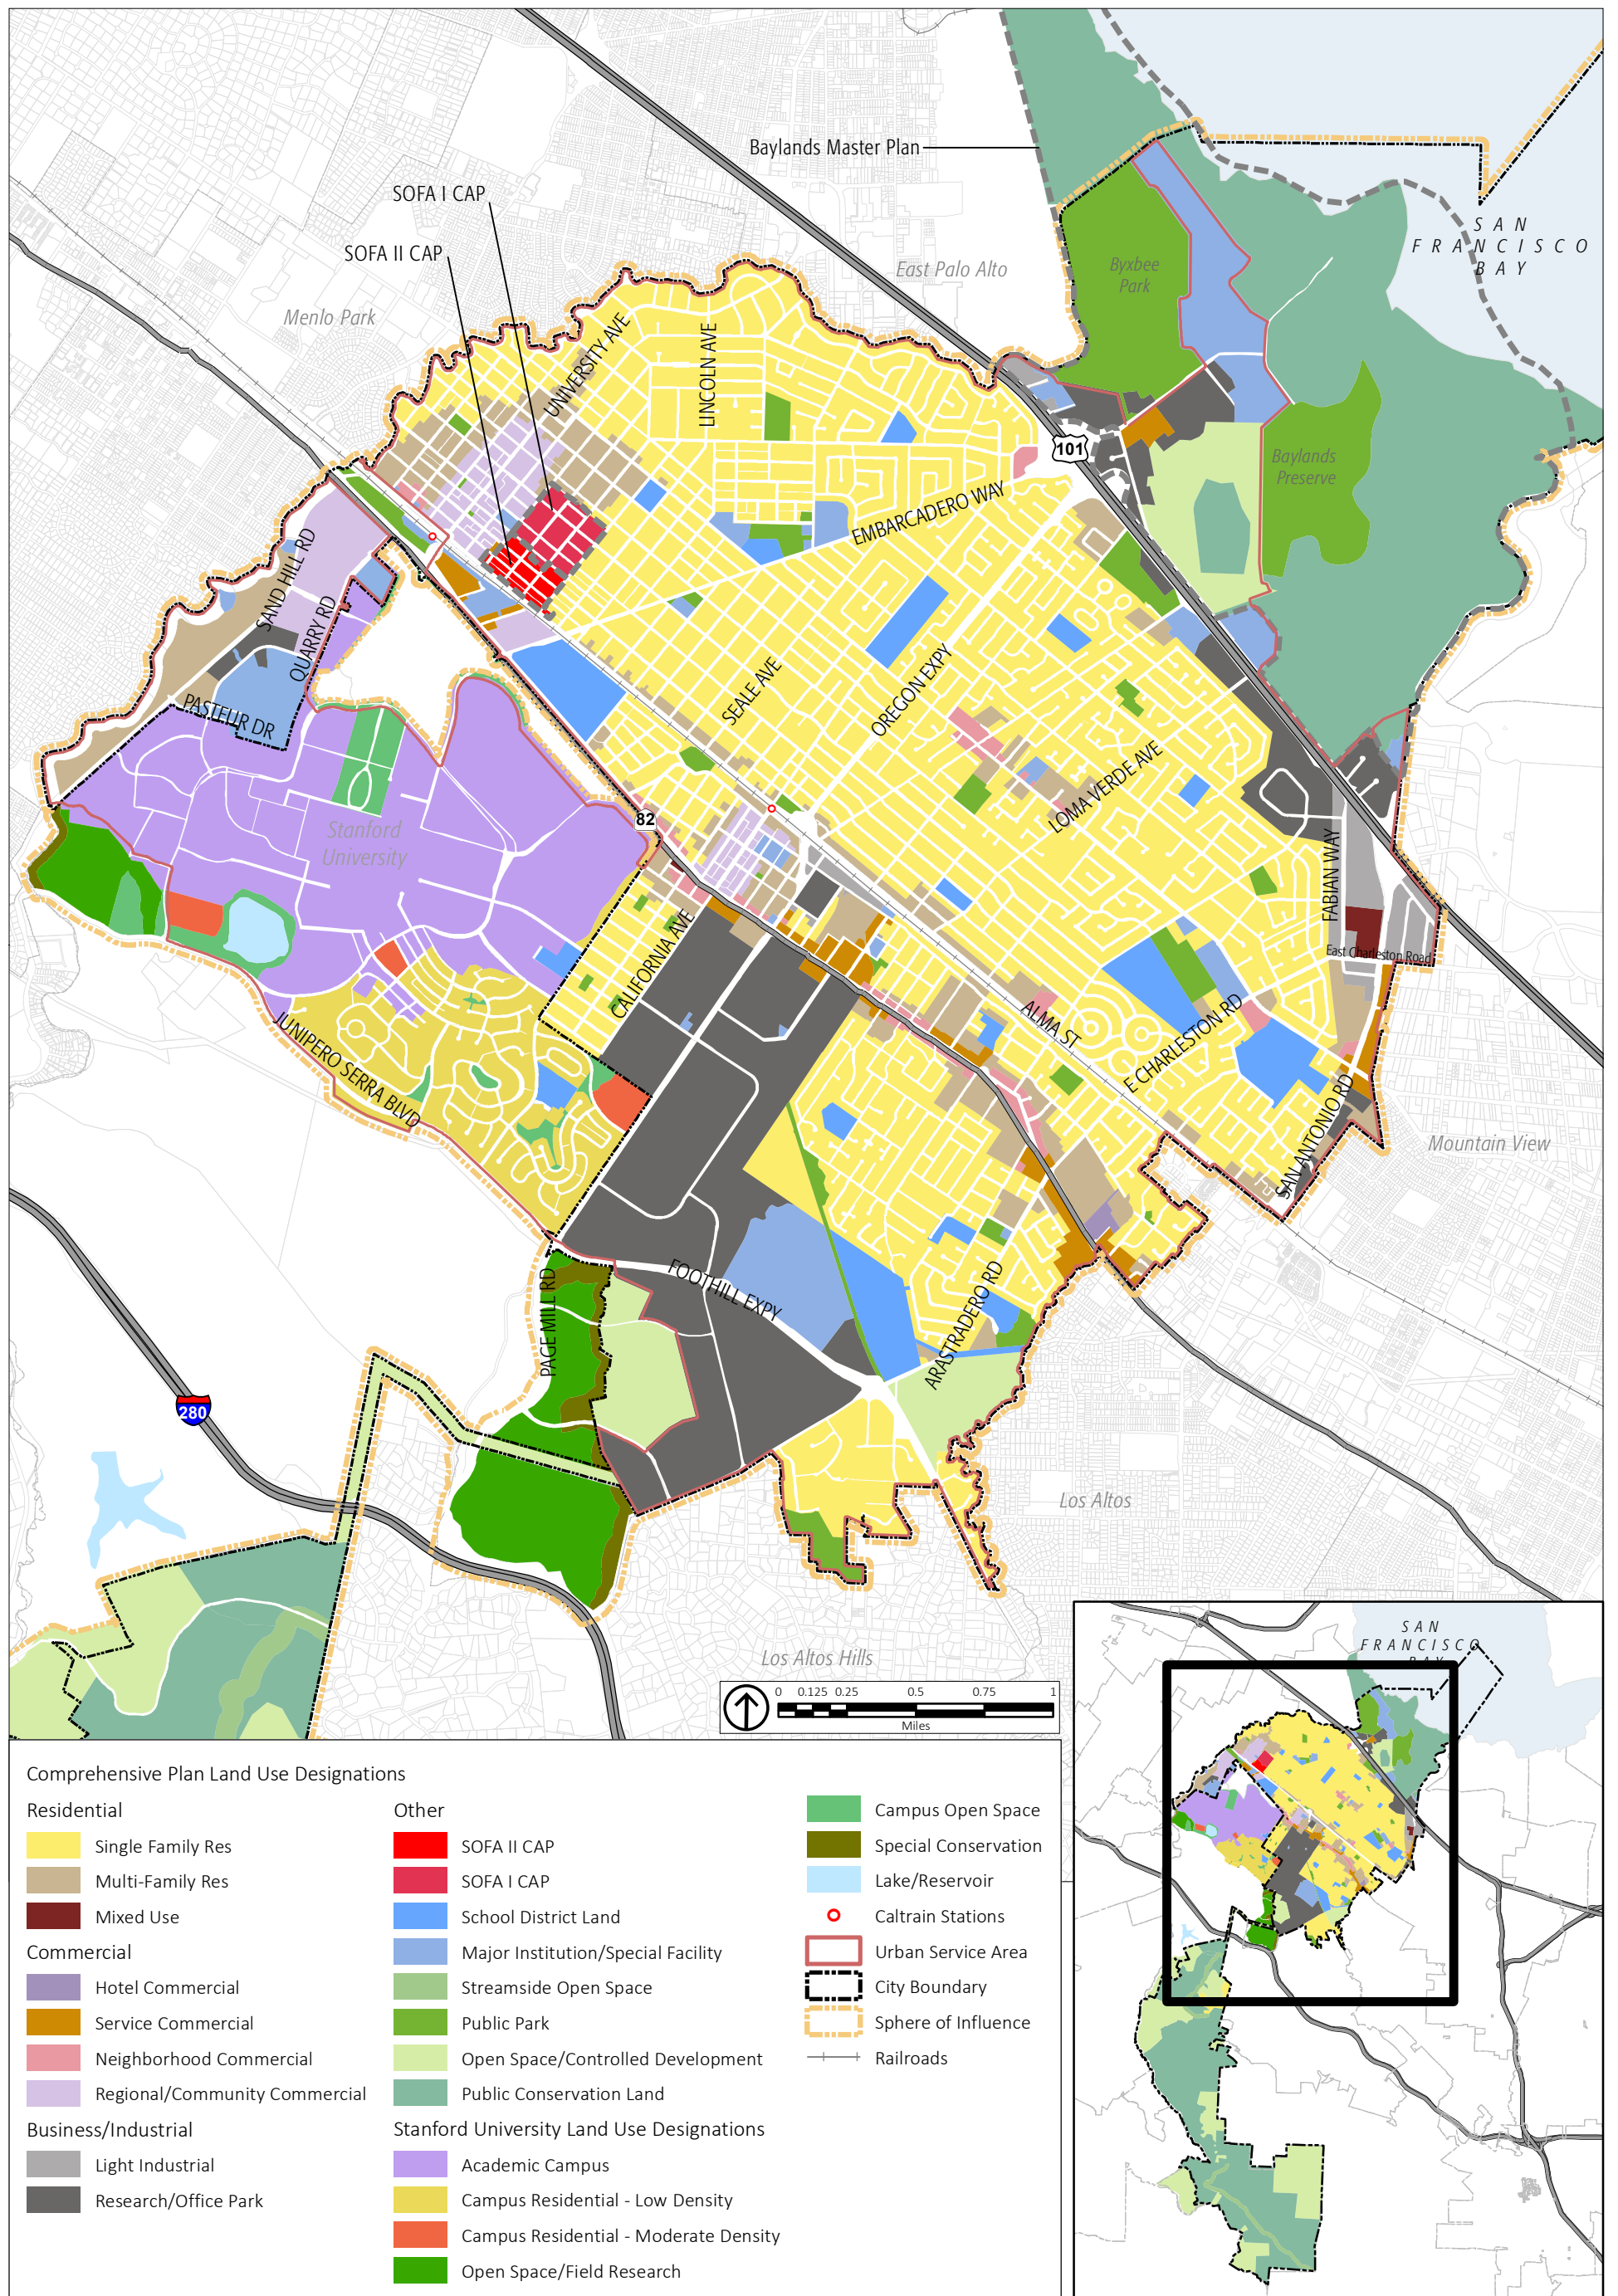 Baylands Master Plan
SOFA I CAP
SOFA II CAP
East Palo Alto
Menlo Park
SAN
FRANCISCO
BAY
Byxbee
Park
UNIVERSITY AVE
LINCOLN AVE
101
Baylands
Preserve
EMBARCADERO WAY
SAND HILL RD
QUARRY RD
PASTEUR DR
SEALE AVE
OREGON EXPY
LOMA VERDE AVE
Stanford
University
82
FABIAN WAY
East Charleston Road
CALIFORNIA AVE
ALMA ST
E CHARLESTON RD
JUNIPERO SERRA BLVD
SAN ANTONIO RD
Mountain View
PAGE MILL RD
FOOTHILL EXPY
ARASTRADERO RD
280
Los Altos
Los Altos Hills
0 0.125 0.25 0.5 0.75 1
Miles
SAN
FRANCISCO
BAY
Comprehensive Plan Land Use Designations
Residential
Single Family Res
Multi-Family Res
Mixed Use
Commercial
Hotel Commercial
Service Commercial
Neighborhood Commercial
Regional/Community Commercial
Business/Industrial
Light Industrial
Research/Office Park
Other
SOFA II CAP
SOFA I CAP
School District Land
Major Institution/Special Facility
Streamside Open Space
Public Park
Open Space/Controlled Development
Public Conservation Land
Stanford University Land Use Designations
Academic Campus
Campus Residential - Low Density
Campus Residential - Moderate Density
Open Space/Field Research
Campus Open Space
Special Conservation
Lake/Reservoir
Caltrain Stations
Urban Service Area
City Boundary
Sphere of Influence
Railroads